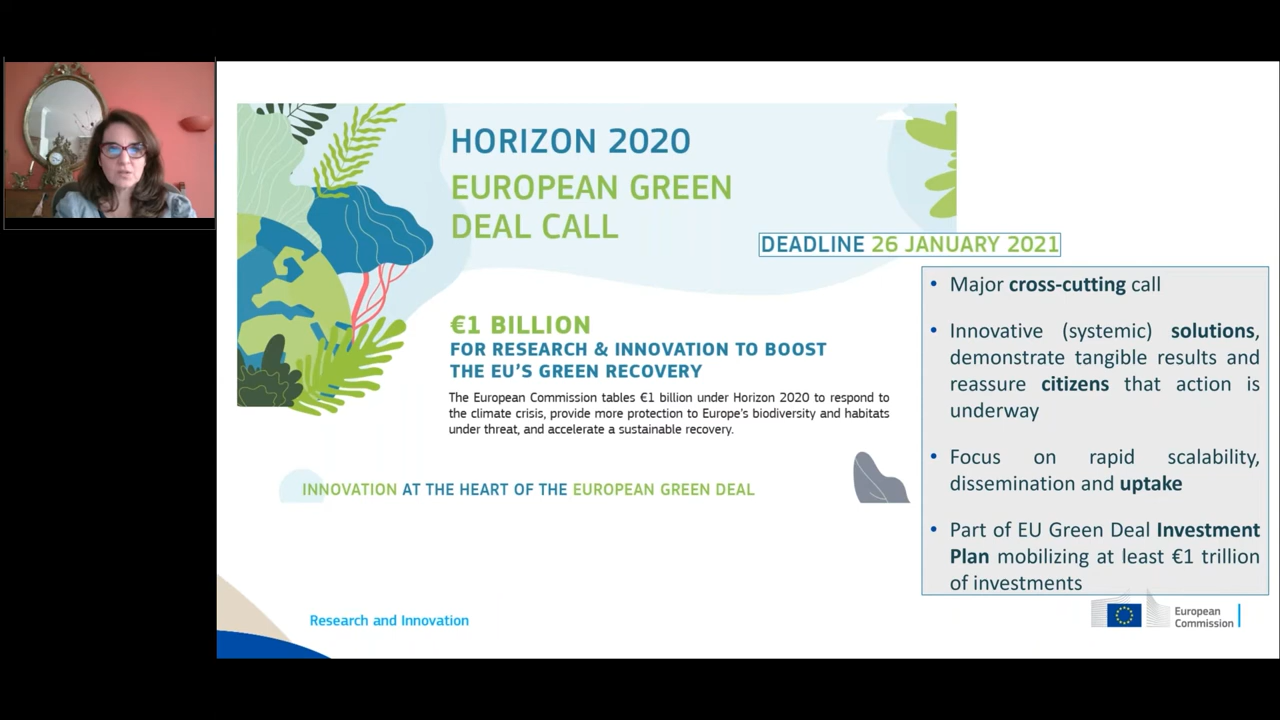 HORIZON 2020
EUROPEAN GREEN
DEAL CALL
DEADLINE 26 JANUARY 2021
€1 BILLION
FOR RESEARCH & INNOVATION TO BOOST
THE EU'S GREEN RECOVERY
The European Commission tables €1 billion under Horizon 2020 to respond to
the climate crisis, provide more protection to Europe's biodiversity and habitats
under threat, and accelerate a sustainable recovery.
INNOVATION AT THE HEART OF THE EUROPEAN GREEN DEAL
• Major cross-cutting call
• Innovative (systemic) solutions,
demonstrate tangible results and
reassure citizens that action is
underway
• Focus on rapid scalability,
dissemination and uptake
• Part of EU Green Deal Investment
Plan mobilizing at least €1 trillion
of investments
Research and Innovation
European
Commission